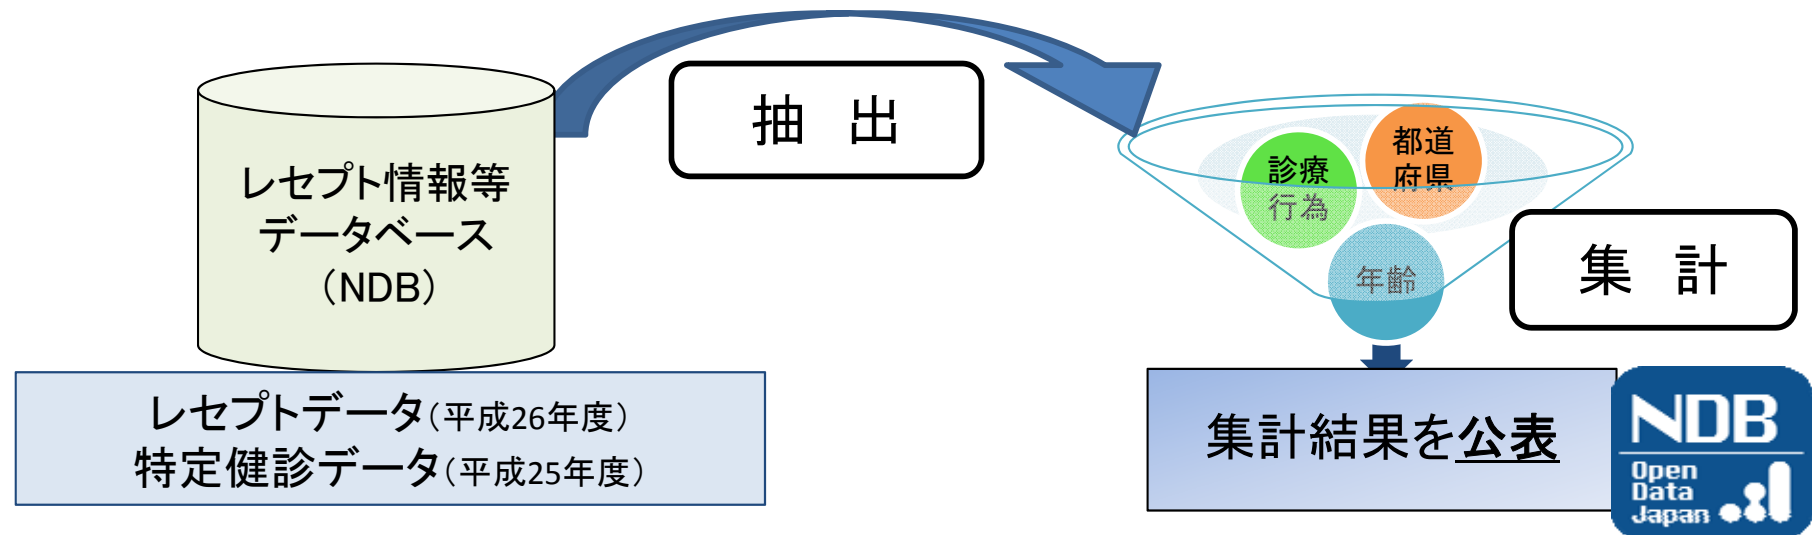 レセプト情報等
データベース
（NDB）
抽　出
診療
行為
都道
府県
年齢
集　計
レセプトデータ（平成26年度）
特定健診データ（平成25年度）
集計結果を公表
NDB
Open
Data
Japan